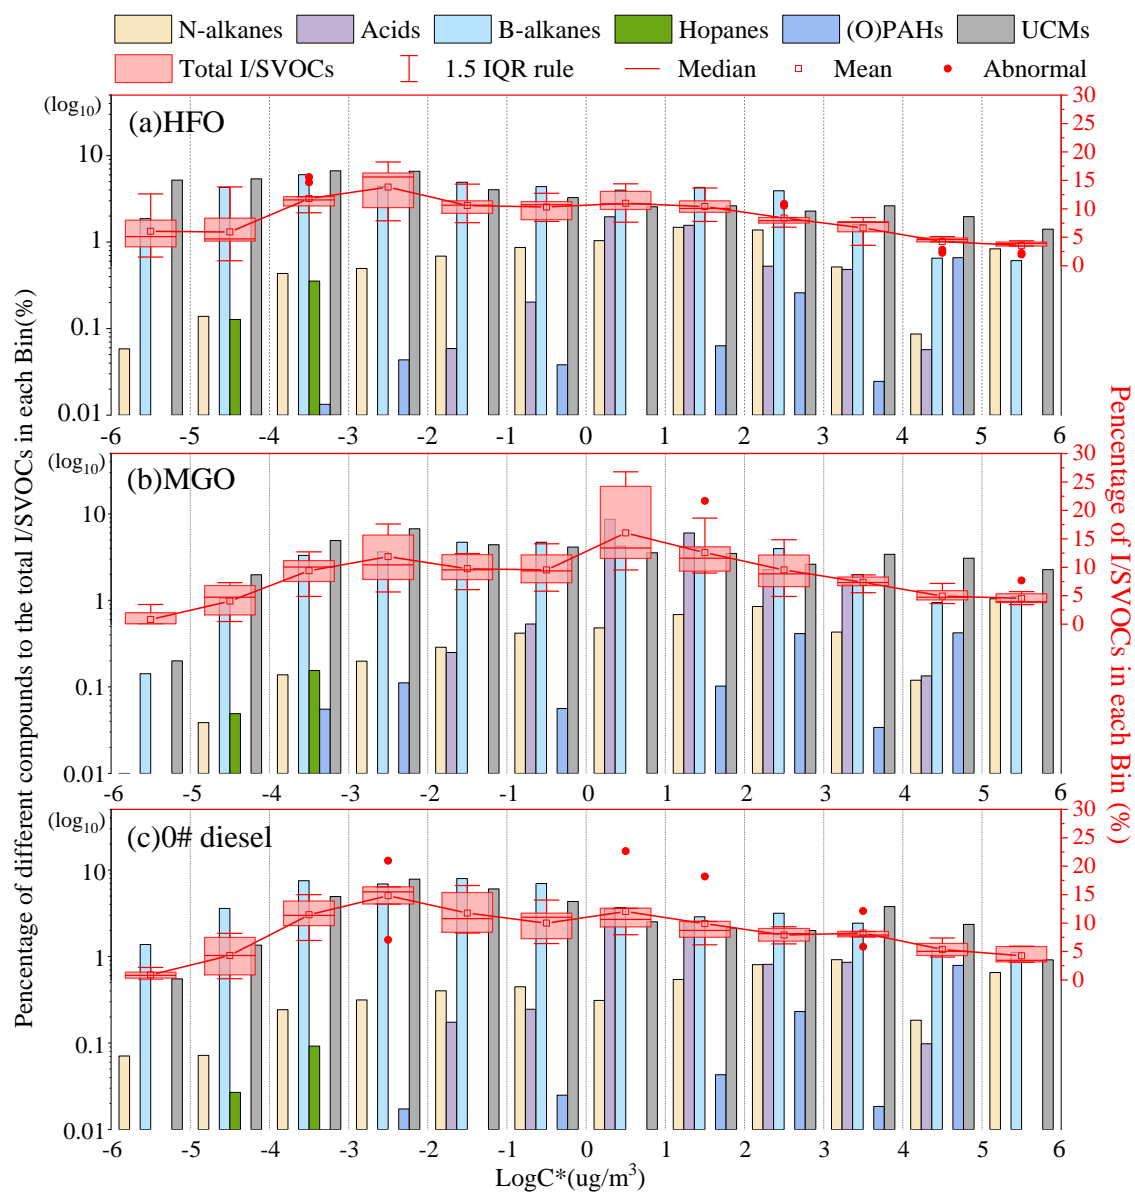 N-alkanes Acids B-alkanes Hopanes (O)PAHs UCMs
Total I/SVOCs 1.5 IQR rule Median Mean Abnormal
Pencentage of different compounds to the total I/SVOCs in each Bin(%)
(log10)
(a)HFO
10
1
0.1
0.01
30
25
20
15
10
5
0
-6 -5 -4 -3 -2 -1 0 1 2 3 4 5 6
(log10)
(b)MGO
10
1
0.1
0.01
30
25
20
15
10
5
0
-6 -5 -4 -3 -2 -1 0 1 2 3 4 5 6
(log10)
(c)0# diesel
10
1
0.1
0.01
30
25
20
15
10
5
0
-6 -5 -4 -3 -2 -1 0 1 2 3 4 5 6
LogC*(ug/m3)
Pencentage of I/SVOCs in each Bin (%)